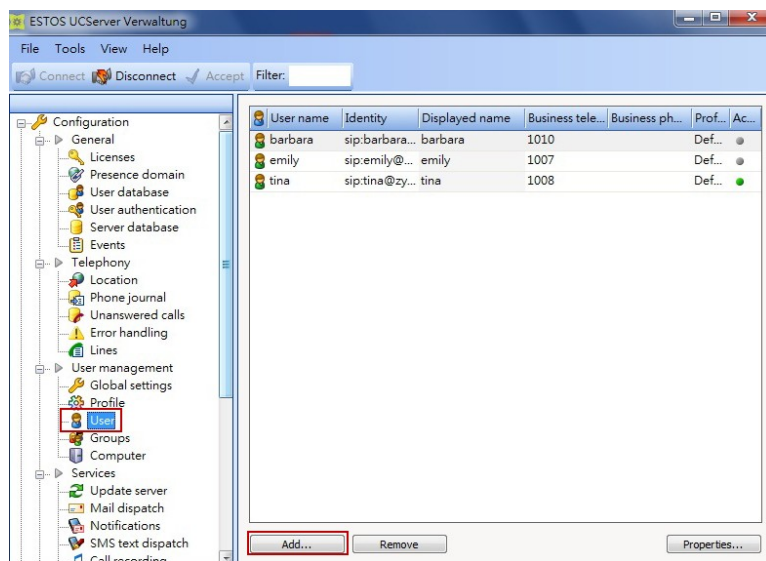 ESTOS UCServer Verwaltung
File Tools View Help
Connect Disconnect Accept Filter:
Configuration
General
Licenses
Presence domain
User database
User authentication
Server database
Events
Telephony
Location
Phone journal
Unanswered calls
Error handling
Lines
User management
Global settings
Profile
User
Groups
Computer
Services
Update server
Mail dispatch
Notifications
SMS text dispatch
Call recording
User name Identity Displayed name Business tele... Business ph... Prof... Ac...
barbara sip:barbara... barbara 1010 Def...
emily sip:emily@... emily 1007 Def...
tina sip:tina@zy... tina 1008 Def...
Add... Remove Properties...